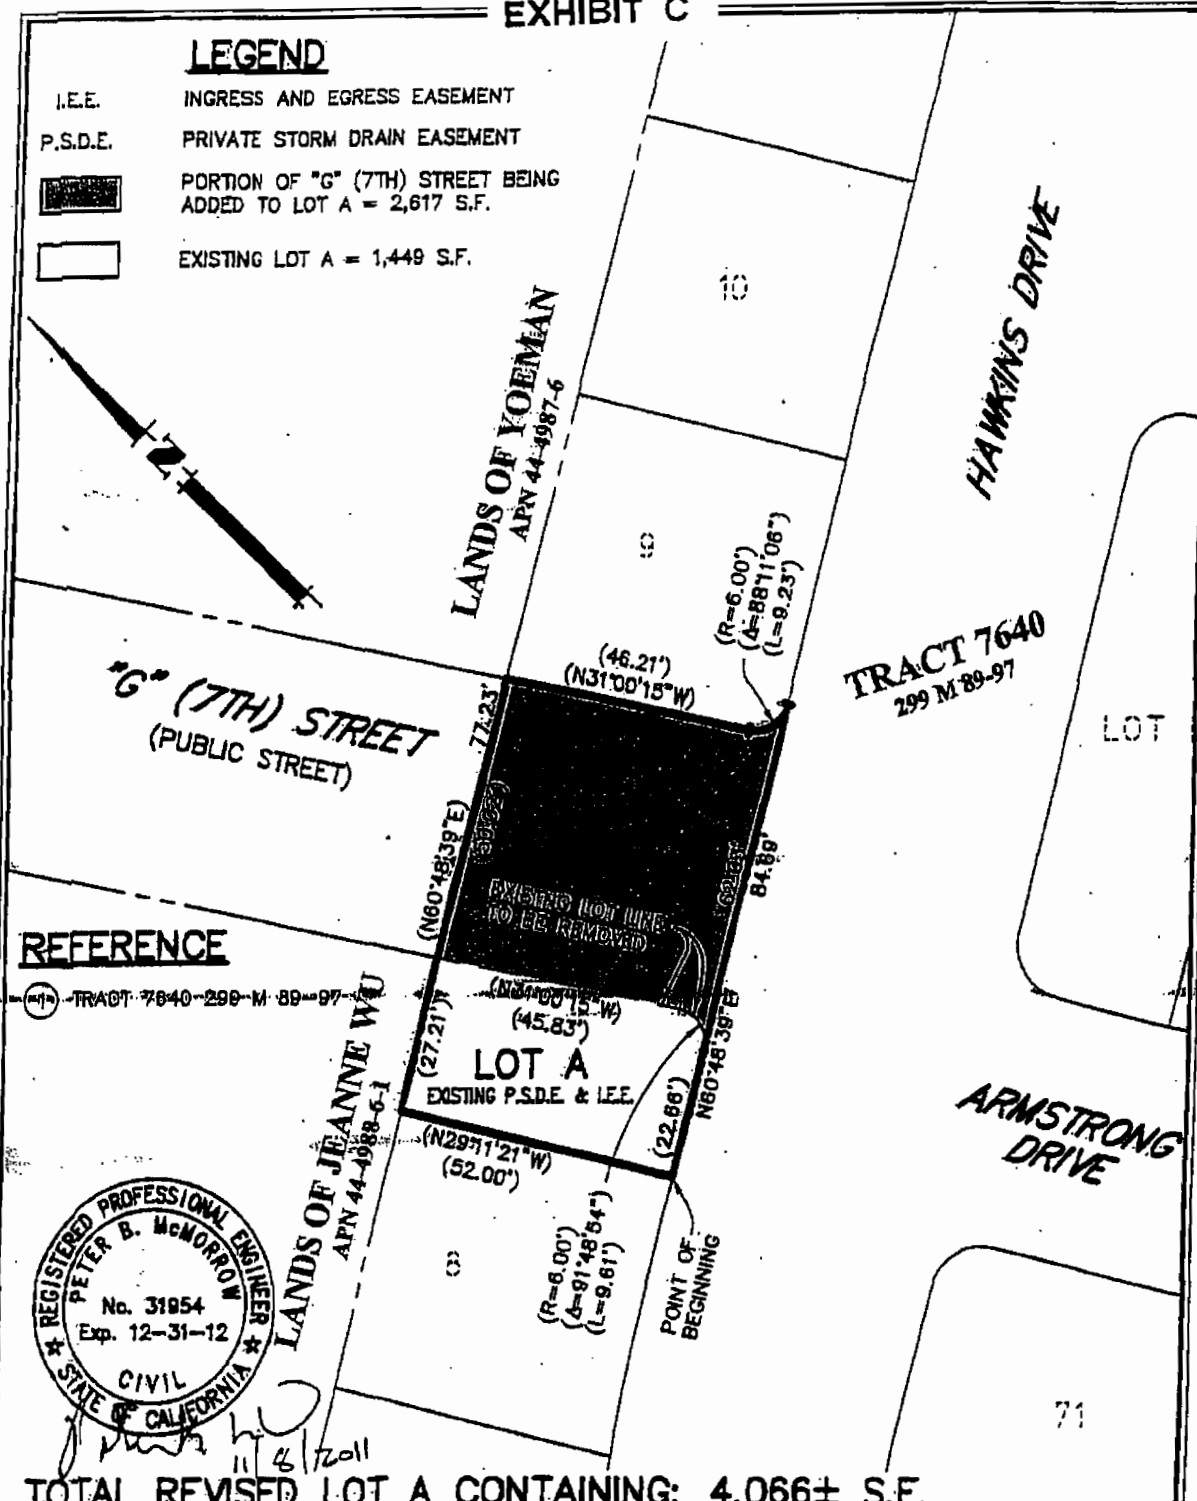 EXHIBIT C
LEGEND
I.E.E. INGRESS AND EGRESS EASEMENT
P.S.D.E. PRIVATE STORM DRAIN EASEMENT
PORTION OF "G" (7TH) STREET BEING
ADDED TO LOT A = 2,617 S.F.
EXISTING LOT A = 1,449 S.F.
N
10
HAWKINS DRIVE
LANDS OF YOEMAN
APN 44-4987-6
9
(R=6.00')
(Δ=88°11'06")
(L=9.23')
(46.21')
(N31°00'15"W)
TRACT 7640
299 M 89-97
LOT
"G" (7TH) STREET
(PUBLIC STREET)
77.23'
(N60°48'39"E)
84.69'
EXISTING LOT LINE
TO BE REMOVED
REFERENCE
1 TRACT 7640-299-M 89-97
(N31°00'15"W)
(45.83')
(27.21')
LOT A
EXISTING P.S.D.E. & I.E.E.
(22.66')
N60°48'39"E
(N29°11'21"W)
(52.00')
ARMSTRONG
DRIVE
LANDS OF JEANNE WU
APN 44-4988-6-1
(R=6.00')
(Δ=91°48'54")
(L=9.61')
POINT OF
BEGINNING
REGISTERED PROFESSIONAL ENGINEER
PETER B. McMORROW
No. 31954
Exp. 12-31-12
CIVIL
STATE OF CALIFORNIA
11/8/2011
71
TOTAL REVISED LOT A CONTAINING: 4,066± S.F.